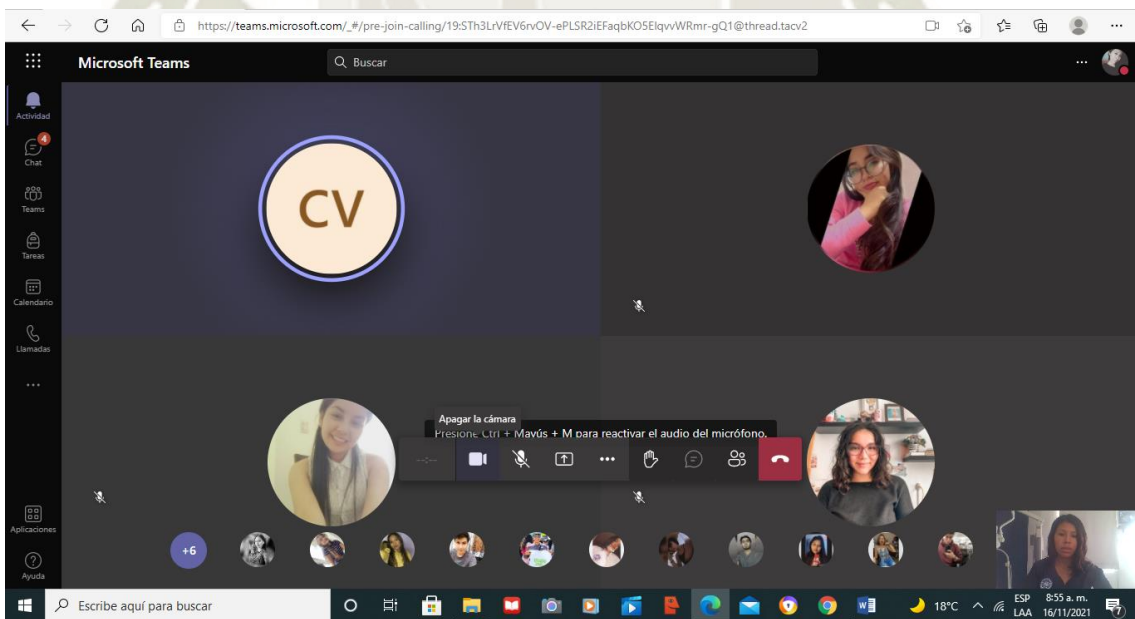 https://teams.microsoft.com/_#/pre-join-calling/19:STh3LrVfEV6rvOV-ePLSR2iEFaqbKO5ElqvvWRmr-gQ1@thread.tacv2
Microsoft Teams
Buscar
Actividad
4
Chat
Teams
Tareas
Calendario
Llamadas
CV
Apagar la cámara
Presione Ctrl + Mayús + M para reactivar el audio del micrófono.
--:--
+6
Aplicaciones
Ayuda
Escribe aquí para buscar
18°C
ESP
LAA
8:55 a. m.
16/11/2021
7